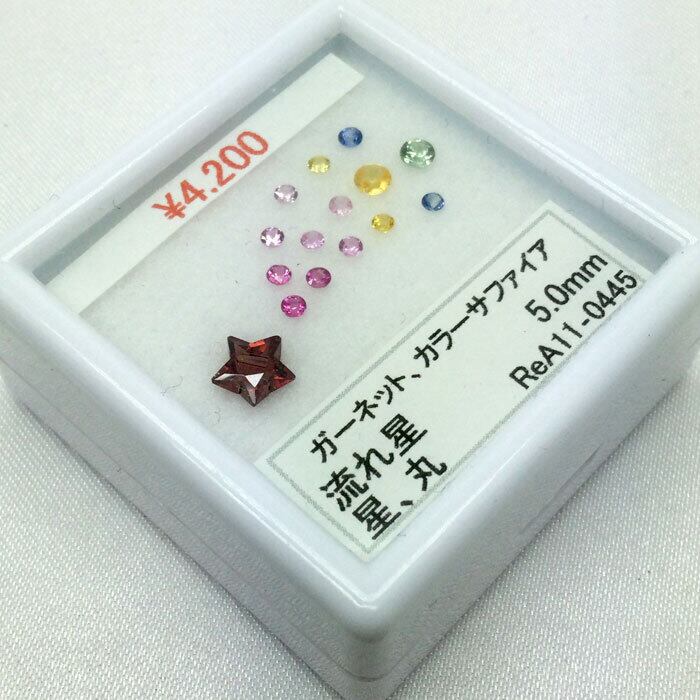 ¥4.200
ガーネット、カラーサファイア
5.0mm
流れ星
ReA11-0445
星、丸